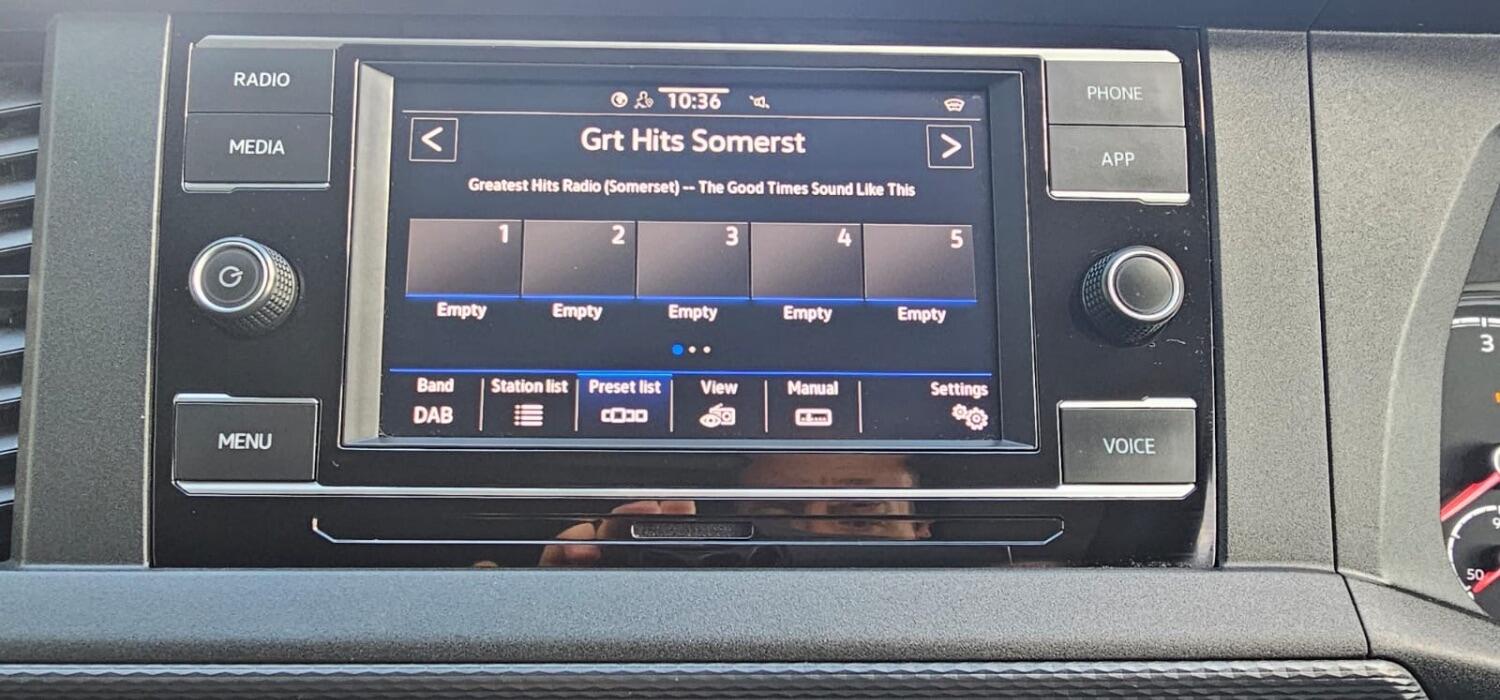 RADIO
MEDIA
MENU
10:36
Grt Hits Somerst
Greatest Hits Radio (Somerset) -- The Good Times Sound Like This
1 2 3 4 5
Empty Empty Empty Empty Empty
Band Station list Preset list View Manual Settings
DAB
PHONE
APP
VOICE
3
50